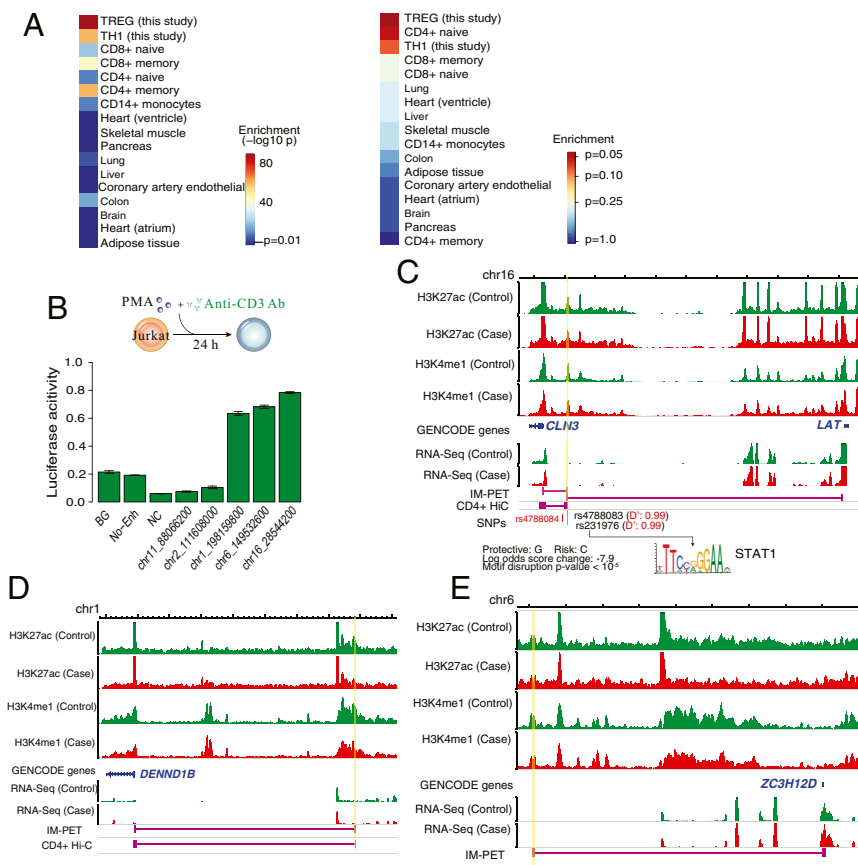 A
TREG (this study)
TH1 (this study)
CD8+ naive
CD8+ memory
CD4+ naive
CD4+ memory
CD14+ monocytes
Heart (ventricle)
Skeletal muscle
Pancreas
Lung
Liver
Coronary artery endothelial
Colon
Brain
Heart (atrium)
Adipose tissue
Enrichment
(−log10 p)
80
40
p=0.01
TREG (this study)
CD4+ naive
TH1 (this study)
CD8+ memory
CD8+ naive
Lung
Heart (ventricle)
Liver
Skeletal muscle
CD14+ monocytes
Colon
Adipose tissue
Coronary artery endothelial
Heart (atrium)
Brain
Pancreas
CD4+ memory
Enrichment
p=0.05
p=0.10
p=0.25
p=1.0
B
PMA + Anti-CD3 Ab
Jurkat
24 h
Luciferase acitivity
1.0
0.8
0.6
0.4
0.2
0.0
BG
No-Enh
NC
chr11_88066200
chr2_111608000
chr1_198159800
chr6_149532600
chr16_28544200
C
chr16
H3K27ac (Control)
H3K27ac (Case)
H3K4me1 (Control)
H3K4me1 (Case)
GENCODE genes
CLN3
LAT
RNA-Seq (Control)
RNA-Seq (Case)
IM-PET
CD4+ HiC
SNPs
rs4788084
rs4788083 (D': 0.99)
rs231976 (D': 0.99)
Protective: G Risk: C
Log odds score change: -7.9
Motif disruption p-value < 10-5
STAT1
D
chr1
H3K27ac (Control)
H3K27ac (Case)
H3K4me1 (Control)
H3K4me1 (Case)
GENCODE genes
DENND1B
RNA-Seq (Control)
RNA-Seq (Case)
IM-PET
CD4+ Hi-C
E
chr6
H3K27ac (Control)
H3K27ac (Case)
H3K4me1 (Control)
H3K4me1 (Case)
GENCODE genes
ZC3H12D
RNA-Seq (Control)
RNA-Seq (Case)
IM-PET